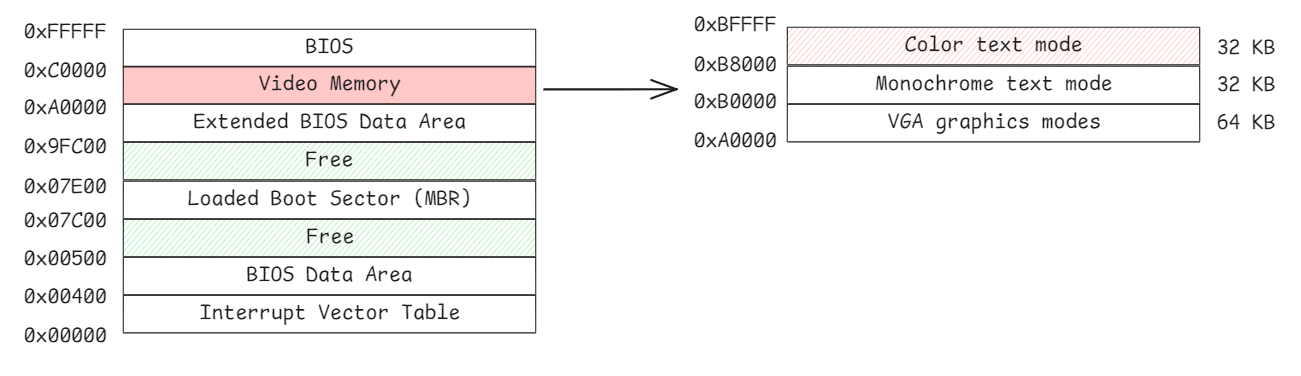 0xFFFFF
BIOS
0xC0000
Video Memory
0xA0000
Extended BIOS Data Area
0x9FC00
Free
0x07E00
Loaded Boot Sector (MBR)
0x07C00
Free
0x00500
BIOS Data Area
0x00400
Interrupt Vector Table
0x00000
0xBFFFF
Color text mode 32 KB
0xB8000
Monochrome text mode 32 KB
0xB0000
VGA graphics modes 64 KB
0xA0000